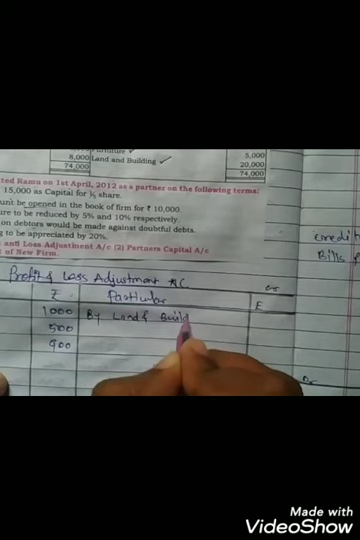 Furniture
8,000 Land and Building 5,000
20,000
74,000 74,000
ted Ramu on 1st April, 2012 as a partner on the following terms:
15,000 as Capital for ⅓ share.
unt be opened in the book of firm for ₹ 10,000.
ure to be reduced by 5% and 10% respectively.
on debtors would be made against doubtful debts.
g to be appreciated by 20%.
and Loss Adjustment A/c (2) Partners Capital A/c
of New Firm.
credit
Bills
Profit & Loss Adjustment A/C
cr
₹ Particular ₹
1000 By Land & Build
500
900
Dr
Made with
VideoShow